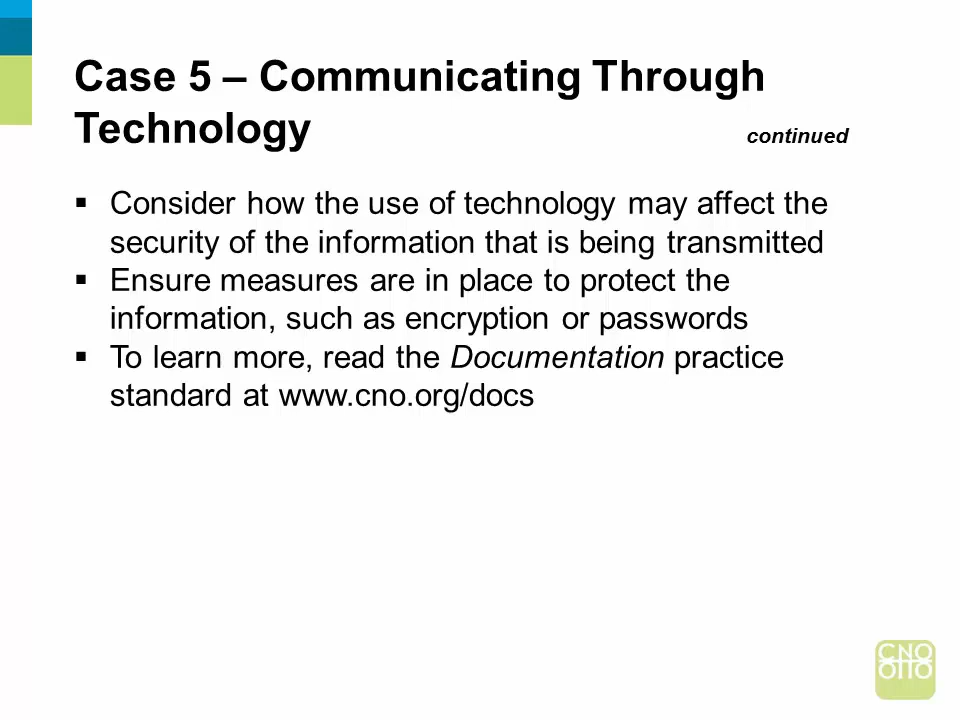 Case 5 – Communicating Through
Technology continued
▪ Consider how the use of technology may affect the
security of the information that is being transmitted
▪ Ensure measures are in place to protect the
information, such as encryption or passwords
▪ To learn more, read the Documentation practice
standard at www.cno.org/docs
CNO
OIIO